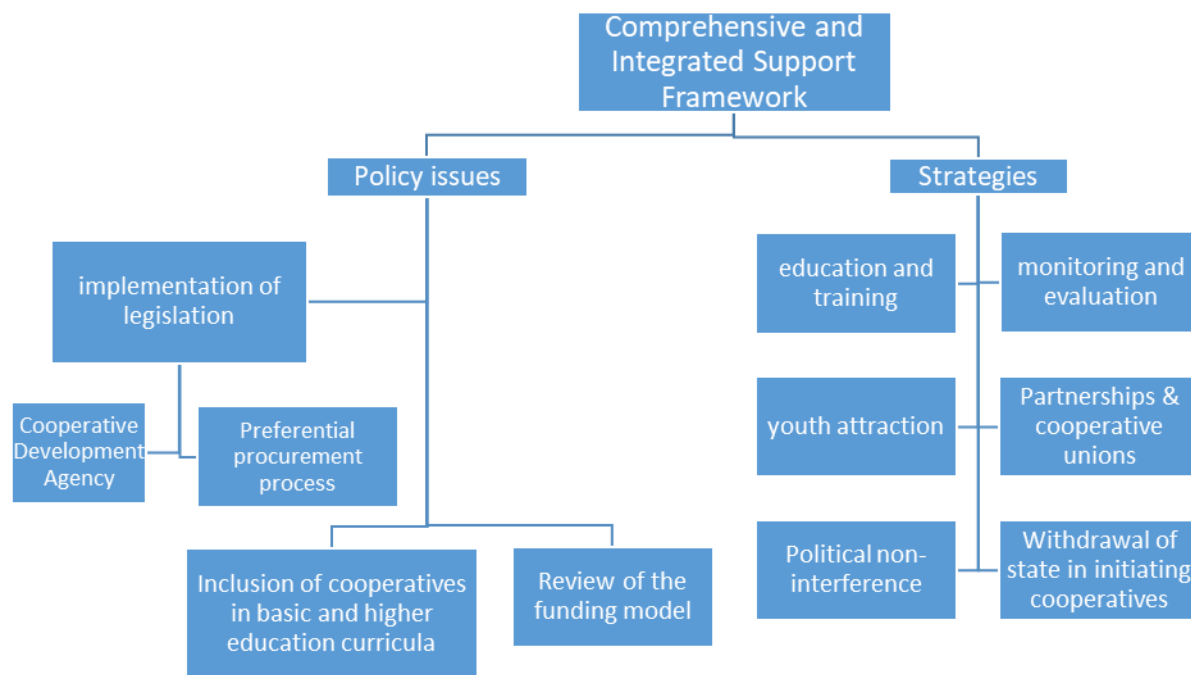 Comprehensive and
Integrated Support
Framework
Policy issues
Strategies
implementation of
legislation
Cooperative
Development
Agency
Preferential
procurement
process
Inclusion of cooperatives
in basic and higher
education curricula
Review of the
funding model
education and
training
monitoring and
evaluation
youth attraction
Partnerships &
cooperative
unions
Political non-
interference
Withdrawal of
state in initiating
cooperatives